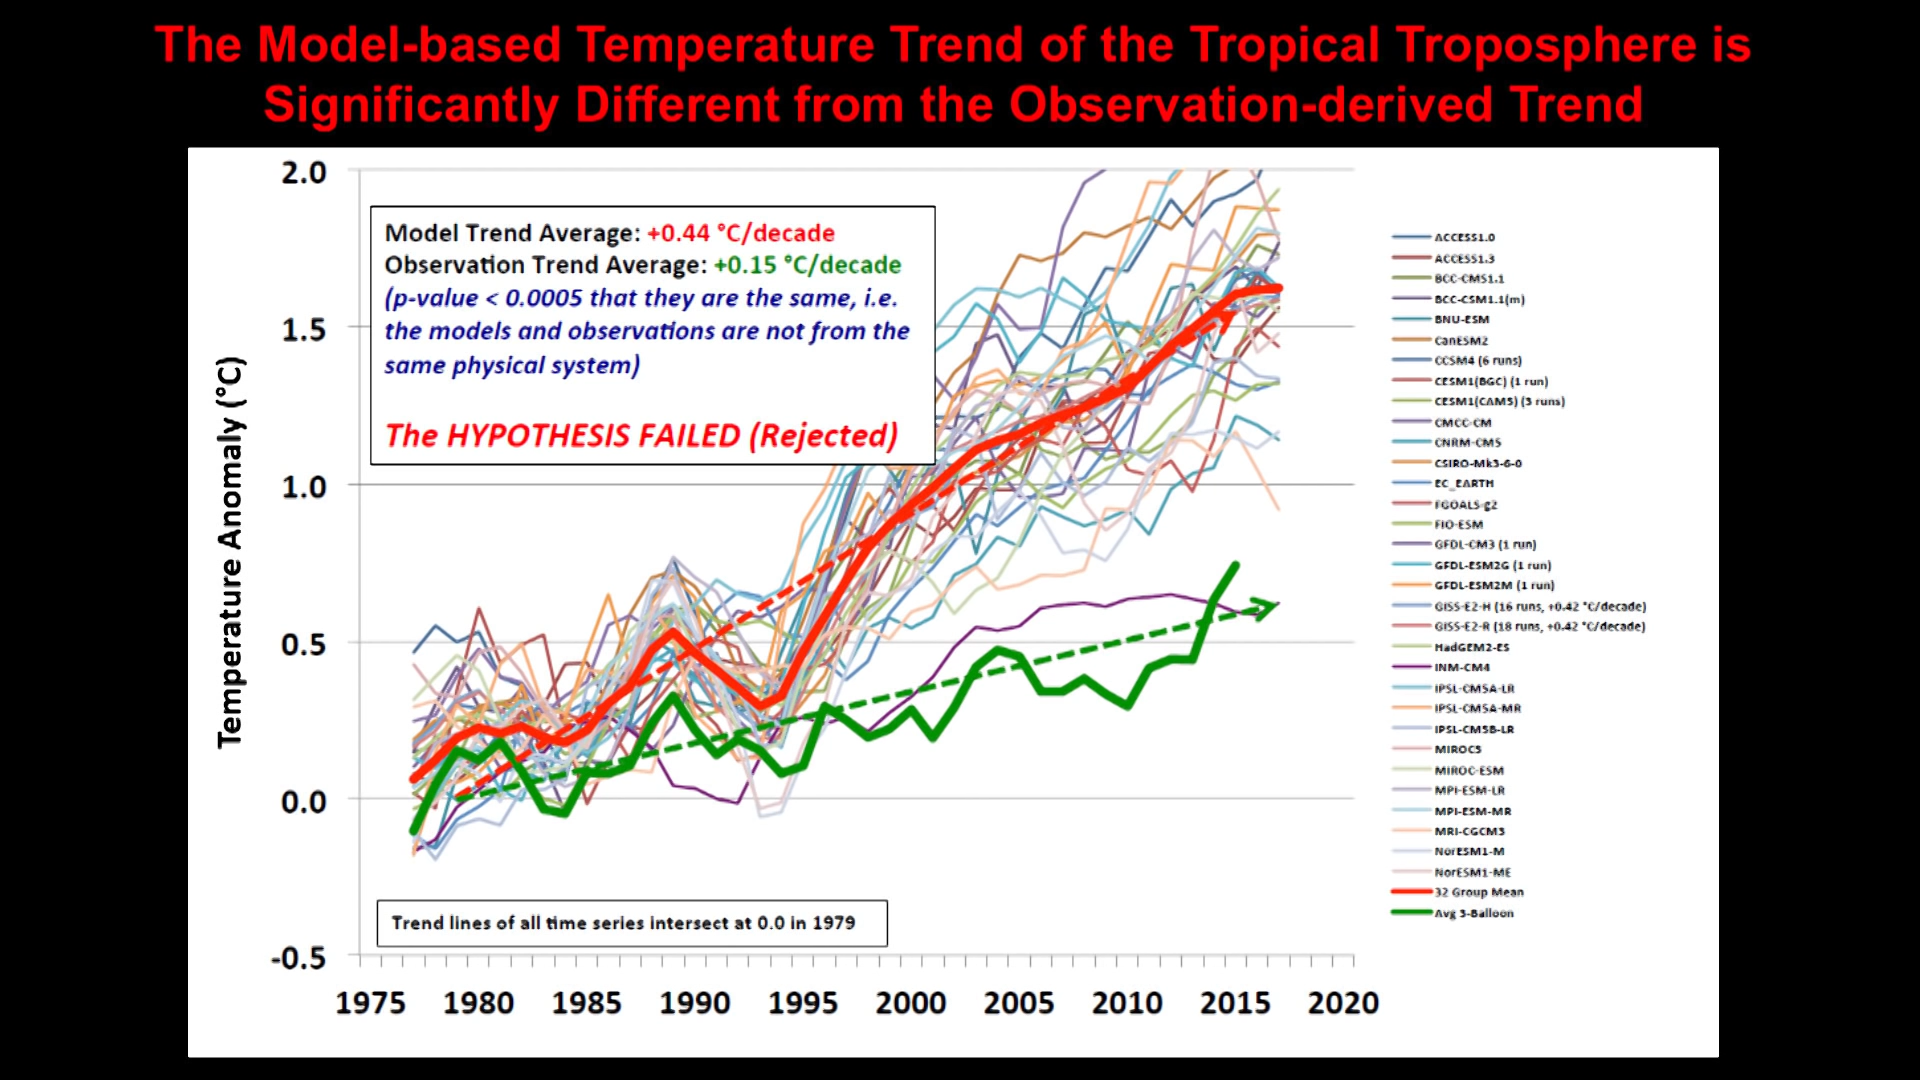 The Model-based Temperature Trend of the Tropical Troposphere is
Significantly Different from the Observation-derived Trend
Temperature Anomaly (°C)
2.0
1.5
1.0
0.5
0.0
-0.5
Model Trend Average: +0.44 °C/decade
Observation Trend Average: +0.15 °C/decade
(p-value < 0.0005 that they are the same, i.e.
the models and observations are not from the
same physical system)
The HYPOTHESIS FAILED (Rejected)
Trend lines of all time series intersect at 0.0 in 1979
1975 1980 1985 1990 1995 2000 2005 2010 2015 2020
ACCESS1.0
ACCESS1.3
BCC-CMS1.1
BCC-CSM1.1(m)
BNU-ESM
CanESM2
CCSM4 (6 runs)
CESM1(BGC) (1 run)
CESM1(CAM5) (3 runs)
CMCC-CM
CNRM-CM5
CSIRO-Mk3-6-0
EC_EARTH
FGOALS-g2
FIO-ESM
GFDL-CM3 (1 run)
GFDL-ESM2G (1 run)
GFDL-ESM2M (1 run)
GISS-E2-H (16 runs, +0.42 °C/decade)
GISS-E2-R (18 runs, +0.42 °C/decade)
HadGEM2-ES
INM-CM4
IPSL-CM5A-LR
IPSL-CM5A-MR
IPSL-CM5B-LR
MIROC5
MIROC-ESM
MPI-ESM-LR
MPI-ESM-MR
MRI-CGCM3
NorESM1-M
NorESM1-ME
32 Group Mean
Avg 3-Balloon